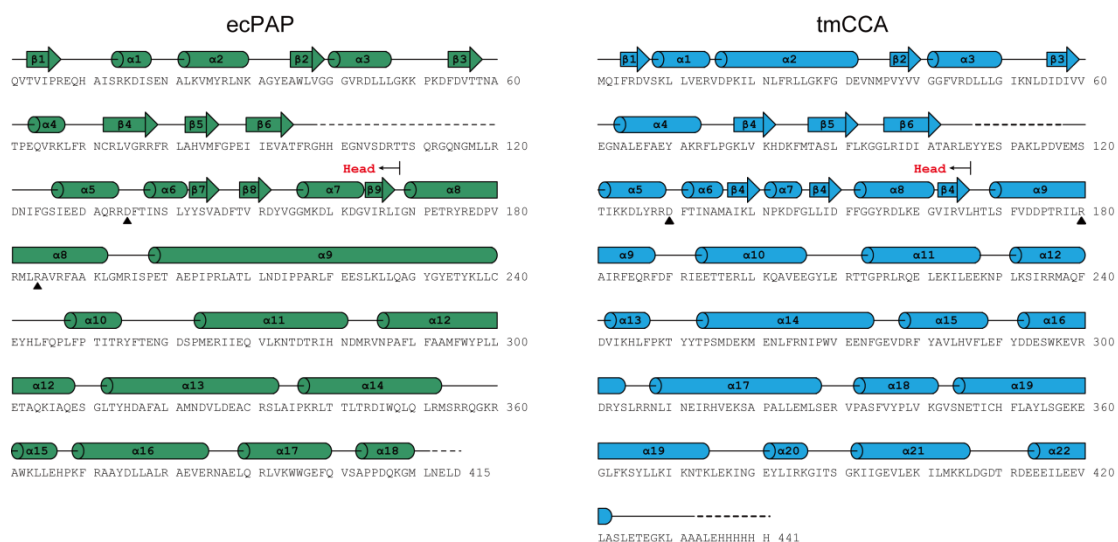 ecPAP
β1 α1 α2 β2 α3 β3
QVTVIPREQH AISRKDISEN ALKVMYRLNK AGYEAWLVGG GVRDLLLGKK PKDFDVTTNA 60
α4 β4 β5 β6
TPEQVRKLFR NCRLVGRRFR LAHVMFGPEI IEVATFRGHH EGNVSDRTTS QRGQNGMLLR 120
Head
α5 α6 β7 β8 α7 β9 α8
DNIFGSIEED AQRRDFTINS LYYSVADFTV RDYVGGMKDL KDGVIRLIGN PETRYREDPV 180
α8 α9
RMLRAVRFAA KLGMRISPET AEPIPRLATL LNDIPPARLF EESLKLLQAG YGYETYKLLC 240
α10 α11 α12
EYHLFQPLFP TITRYFTENG DSPMERIIEQ VLKNTDTRIH NDMRVNPAFL FAAMFWYPLL 300
α12 α13 α14
ETAQKIAQES GLTYHDAFAL AMNDVLDEAC RSLAIPKRLT TLTRDIWQLQ LRMSRRQGKR 360
α15 α16 α17 α18
AWKLLEHPKF RAAYDLLALR AEVERNAELQ RLVKWWGEFQ VSAPPDQKGM LNELD 415
tmCCA
β1 α1 α2 β2 α3 β3
MQIFRDVSKL LVERVDPKIL NLFRLLGKFG DEVNMPVYVV GGFVRDLLLG IKNLDIDIVV 60
α4 β4 β5 β6
EGNALEFAEY AKRFLPGKLV KHDKFMTASL FLKGGLRIDI ATARLEYYES PAKLPDVEMS 120
Head
α5 α6 β4 α7 β4 α8 β4 α9
TIKKDLYRRD FTINAMAIKL NPKDFGLLID FFGGYRDLKE GVIRVLHTLS FVDDPTRILR 180
α9 α10 α11 α12
AIRFEQRFDF RIEETTERLL KQAVEEGYLE RTTGPRLRQE LEKILEEKNP LKSIRRMAQF 240
α13 α14 α15 α16
DVIKHLFPKT YYTPSMDEKM ENLFRNIPWV EENFGEVDRF YAVLHVFLEF YDDESWKEVR 300
α17 α18 α19
DRYSLRRNLI NEIRHVEKSA PALLEMLSER VPASFVYPLV KGVSNETICH FLAYLSGEKE 360
α19 α20 α21 α22
GLFKSYLLKI KNTKLEKING EYLIRKGITS GKIIGEVLEK ILMKKLDGDT RDEEEILEEV 420
LASLETEGKL AAALEHHHHH H 441